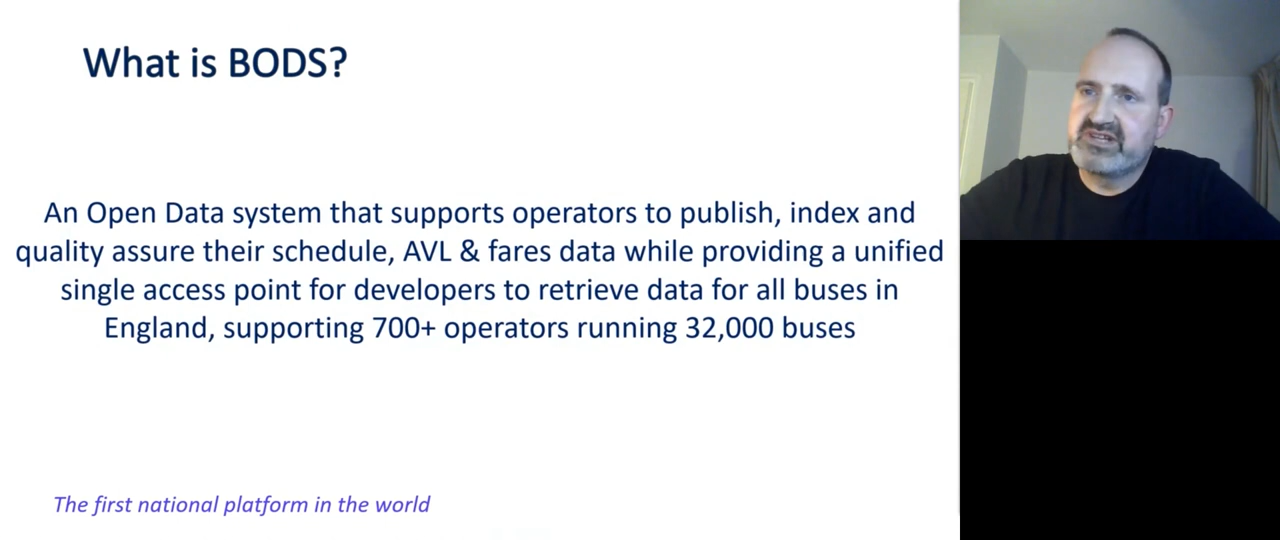 What is BODS?
An Open Data system that supports operators to publish, index and
quality assure their schedule, AVL & fares data while providing a unified
single access point for developers to retrieve data for all buses in
England, supporting 700+ operators running 32,000 buses
The first national platform in the world